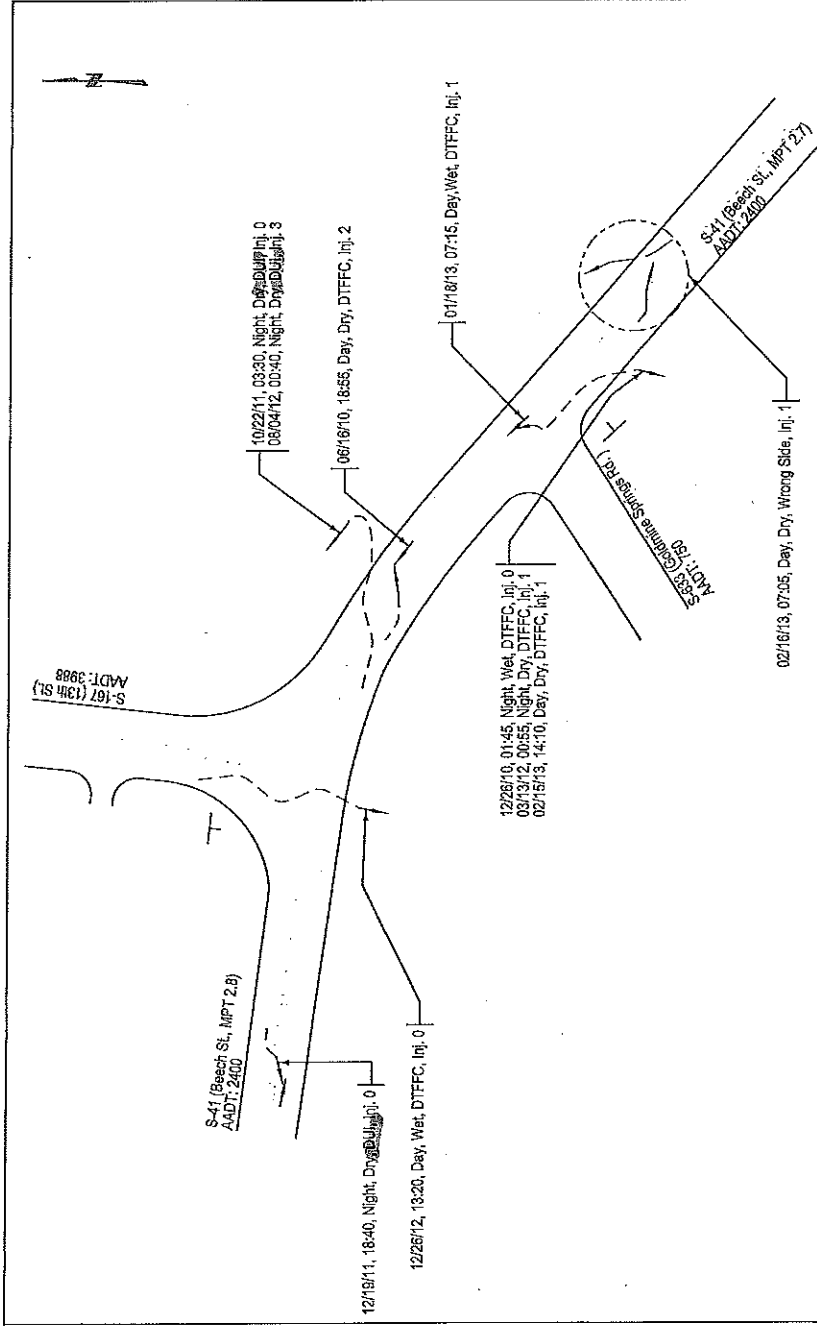 N
S-167 (13th St.)
AADT: 3988
10/22/11, 03:30, Night, Dry, DUI, Inj. 0
08/04/12, 00:40, Night, Dry, DUI, Inj. 3
06/16/10, 18:55, Day, Dry, DTFFC, Inj. 2
01/18/13, 07:15, Day, Wet, DTFFC, Inj. 1
S-41 (Beech St., MPT 2.8)
AADT: 2400
S-41 (Beech St., MPT 2.7)
AADT: 2400
12/19/11, 18:40, Night, Dry, DUI, Inj. 0
12/26/12, 13:20, Day, Wet, DTFFC, Inj. 0
12/26/10, 01:45, Night, Wet, DTFFC, Inj. 0
03/13/12, 00:55, Night, Dry, DTFFC, Inj. 1
02/15/13, 14:10, Day, Dry, DTFFC, Inj. 1
S-633 (Goldmine Springs Rd.)
AADT: 750
02/16/13, 07:05, Day, Dry, Wrong Side, Inj. 1